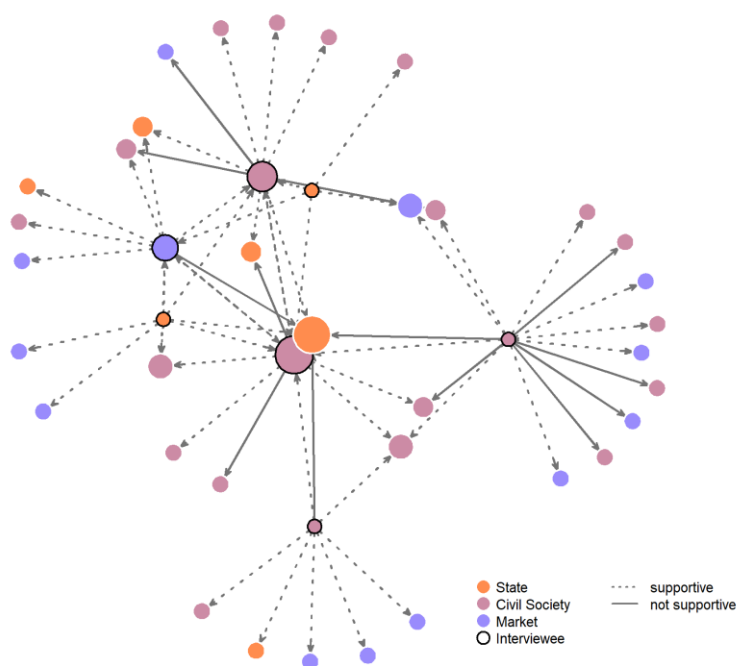 State
Civil Society
Market
Interviewee
supportive
not supportive